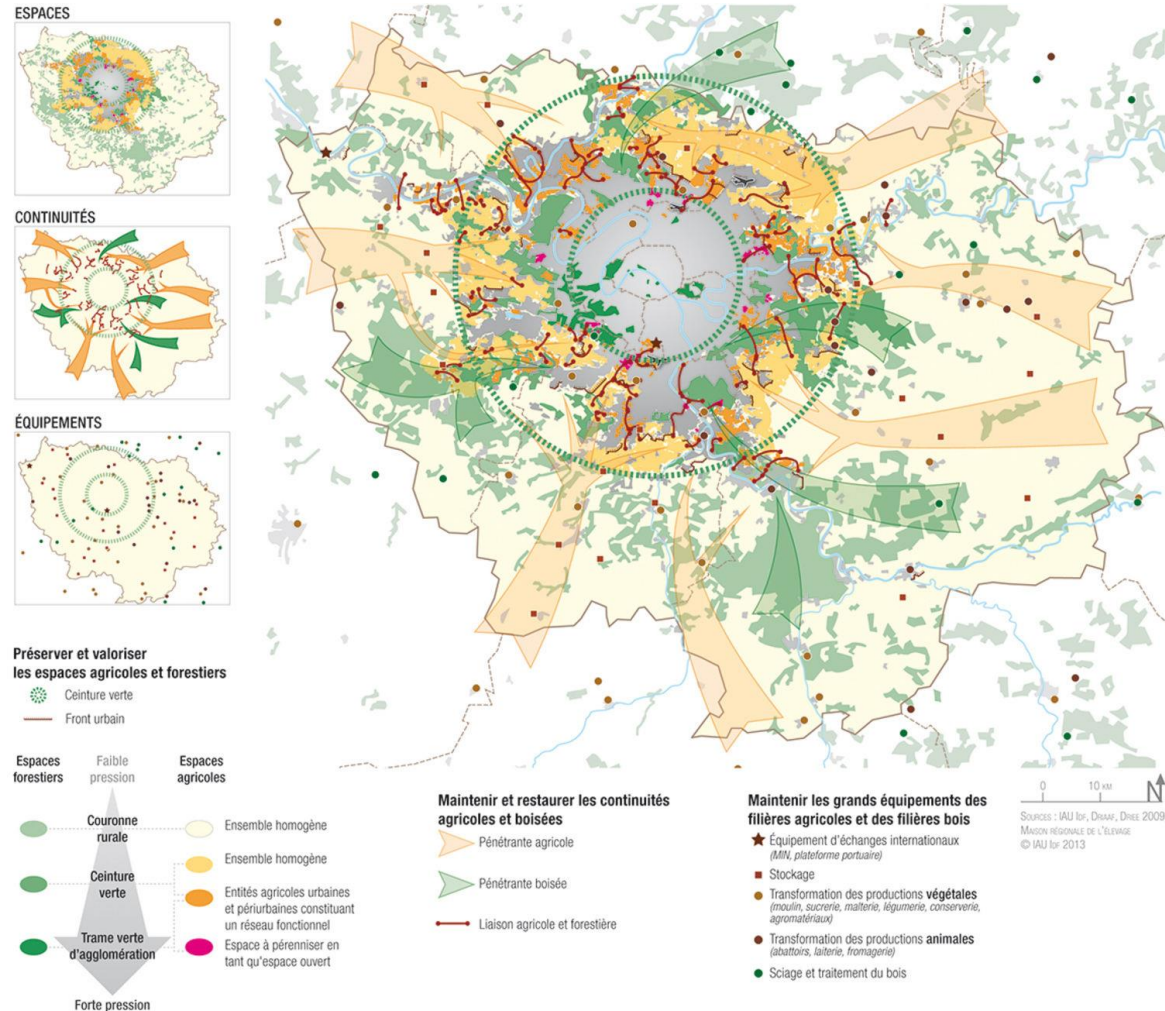 ESPACES
CONTINUITÉS
ÉQUIPEMENTS
Préserver et valoriser
les espaces agricoles et forestiers
Ceinture verte
Front urbain
Espaces
forestiers
Faible
pression
Espaces
agricoles
Couronne
rurale
Ensemble homogène
Ensemble homogène
Ceinture
verte
Entités agricoles urbaines
et périurbaines constituant
un réseau fonctionnel
Trame verte
d'agglomération
Espace à pérenniser en
tant qu'espace ouvert
Forte pression
Maintenir et restaurer les continuités
agricoles et boisées
Pénétrante agricole
Pénétrante boisée
Liaison agricole et forestière
Maintenir les grands équipements des
filières agricoles et des filières bois
Équipement d'échanges internationaux
(MIN, plateforme portuaire)
Stockage
Transformation des productions végétales
(moulin, sucrerie, malterie, légumerie, conserverie,
agromatériaux)
Transformation des productions animales
(abattoirs, laiterie, fromagerie)
Sciage et traitement du bois
0 10 KM
N
SOURCES : IAU IDF, DRAAF, DRIEE 2009
MAISON RÉGIONALE DE L'ÉLEVAGE
© IAU IDF 2013